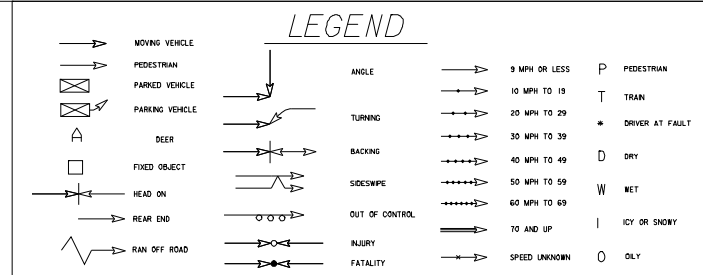 LEGEND
MOVING VEHICLE
PEDESTRIAN
PARKED VEHICLE
PARKING VEHICLE
DEER
FIXED OBJECT
HEAD ON
REAR END
RAN OFF ROAD
ANGLE
TURNING
BACKING
SIDESWIPE
OUT OF CONTROL
INJURY
FATALITY
9 MPH OR LESS
10 MPH TO 19
20 MPH TO 29
30 MPH TO 39
40 MPH TO 49
50 MPH TO 59
60 MPH TO 69
70 AND UP
SPEED UNKNOWN
P PEDESTRIAN
T TRAIN
* DRIVER AT FAULT
D DRY
W WET
I ICY OR SNOWY
O OILY